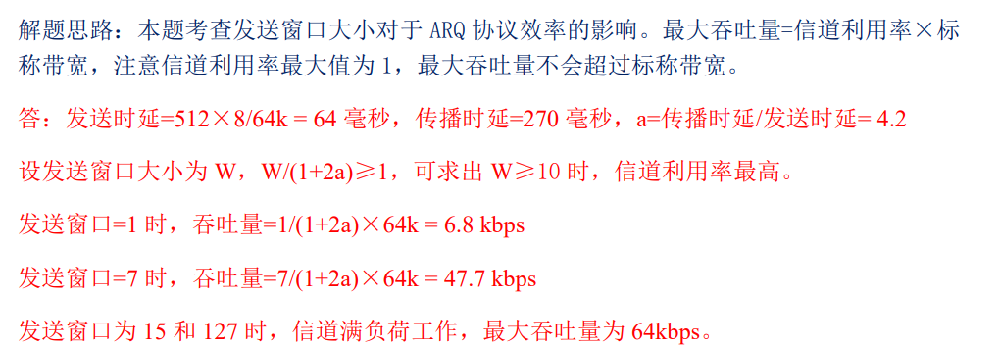 解题思路：本题考查发送窗口大小对于 ARQ 协议效率的影响。最大吞吐量=信道利用率×标
称带宽，注意信道利用率最大值为 1，最大吞吐量不会超过标称带宽。
答：发送时延=512×8/64k = 64 毫秒，传播时延=270 毫秒，a=传播时延/发送时延= 4.2
设发送窗口大小为 W，W/(1+2a)≥1，可求出 W≥10 时，信道利用率最高。
发送窗口=1 时，吞吐量=1/(1+2a)×64k = 6.8 kbps
发送窗口=7 时，吞吐量=7/(1+2a)×64k = 47.7 kbps
发送窗口为 15 和 127 时，信道满负荷工作，最大吞吐量为 64kbps。